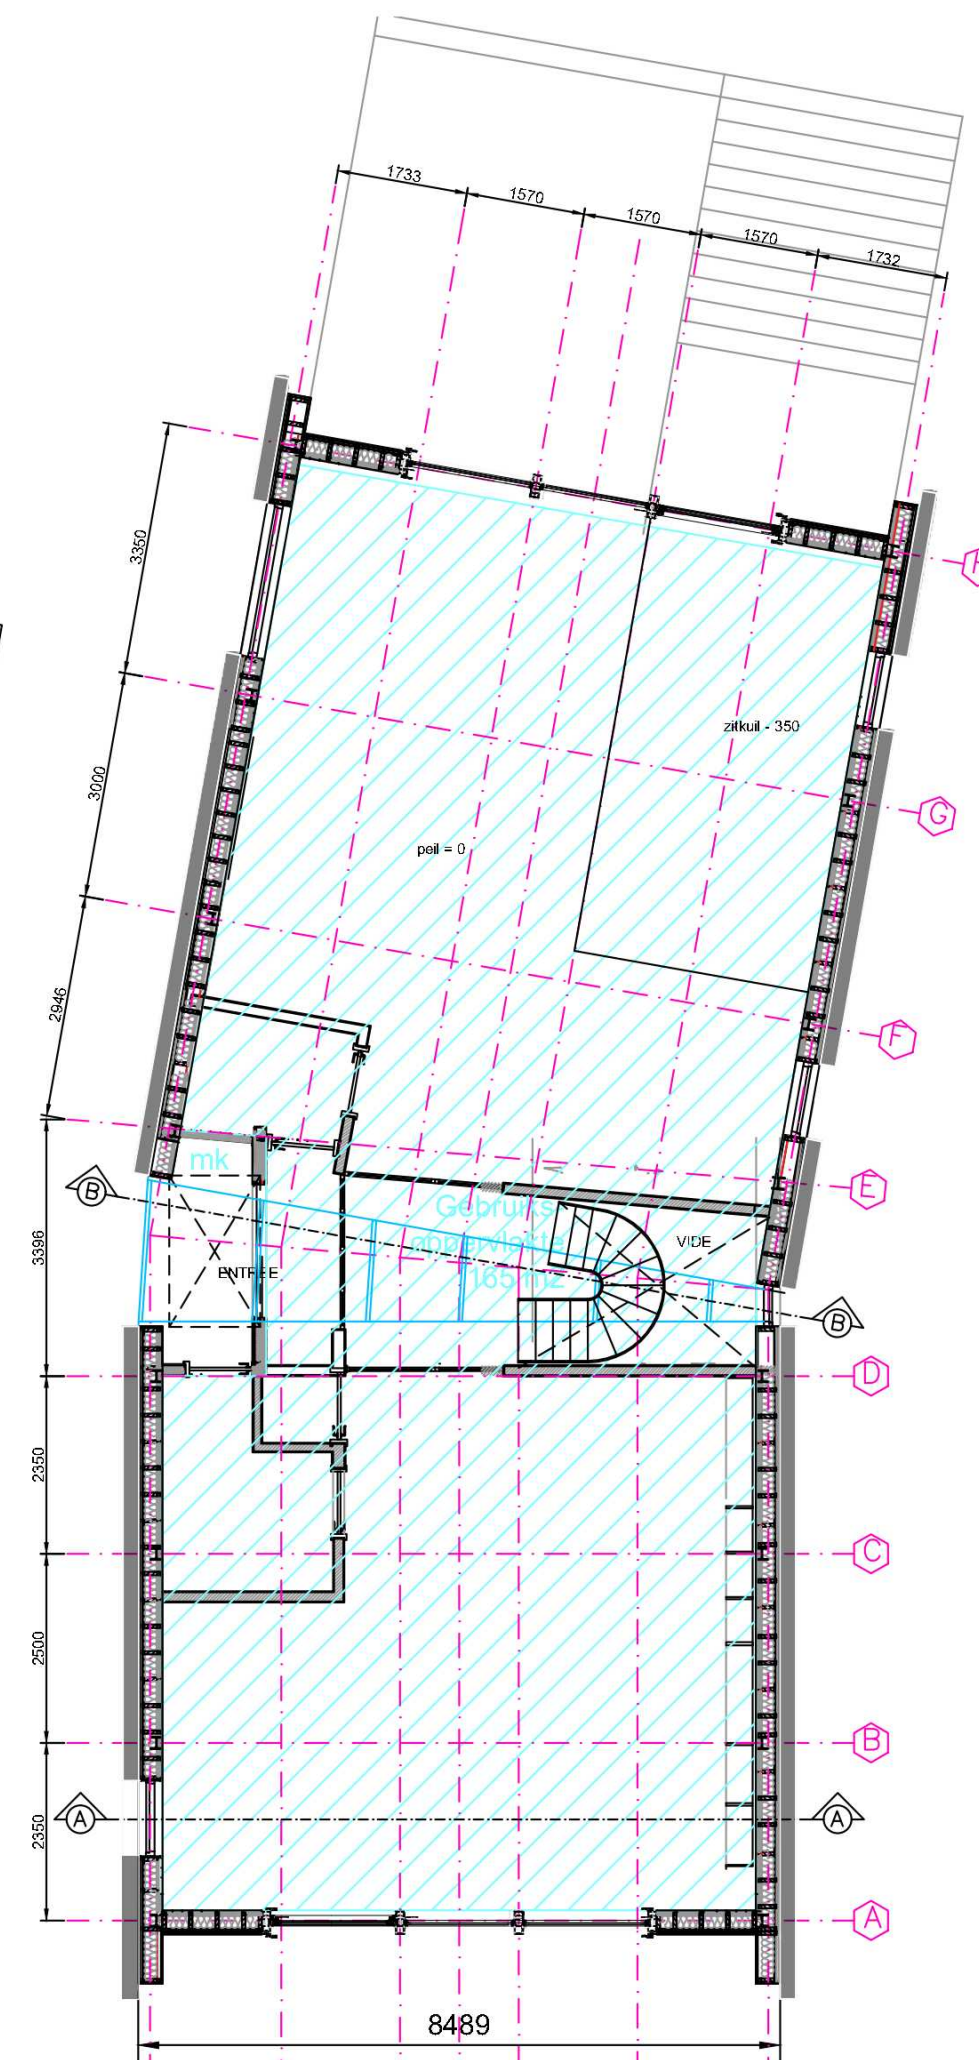 1733
1570
1570
1570
1732
3350
H
zitkuil - 350
3000
G
peil = 0
2946
F
mk
B
E
Gebruiks
oppervlakte
165 m2
VIDE
3396
ENTREE
B
D
2350
C
2500
B
2350
A
A
A
8489